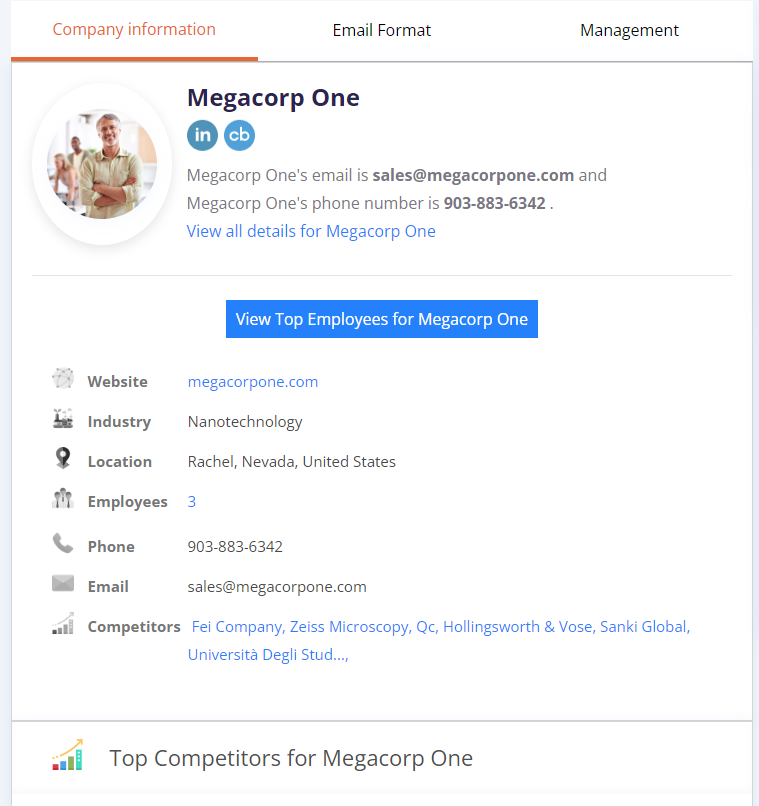 Company information Email Format Management
Megacorp One
in cb
Megacorp One's email is sales@megacorpone.com and
Megacorp One's phone number is 903-883-6342 .
View all details for Megacorp One
View Top Employees for Megacorp One
Website megacorpone.com
Industry Nanotechnology
Location Rachel, Nevada, United States
Employees 3
Phone 903-883-6342
Email sales@megacorpone.com
Competitors Fei Company, Zeiss Microscopy, Qc, Hollingsworth & Vose, Sanki Global,
Università Degli Stud...,
Top Competitors for Megacorp One